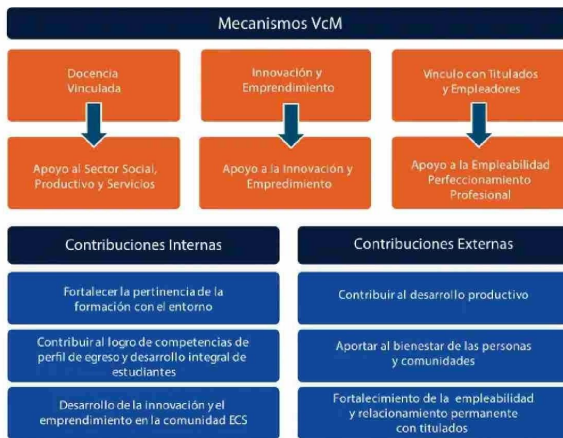 Mecanismos VcM
Docencia
Vinculada
Innovación y
Emprendimiento
Vínculo con Titulados
y Empleadores
Apoyo al Sector Social,
Productivo y Servicios
Apoyo a la Innovación y
Empredimiento
Apoyo a la Empleabilidad
Perfeccionamiento
Profesional
Contribuciones Internas
Contribuciones Externas
Fortalecer la pertinencia de la
formación con el entorno
Contribuir al desarrollo productivo
Contribuir al logro de competencias de
perfil de egreso y desarrollo integral de
estudiantes
Aportar al bienestar de las personas
y comunidades
Desarrollo de la innovación y el
emprendimiento en la comunidad ECS
Fortalecimiento de la empleabilidad
y relacionamiento permanente
con titulados